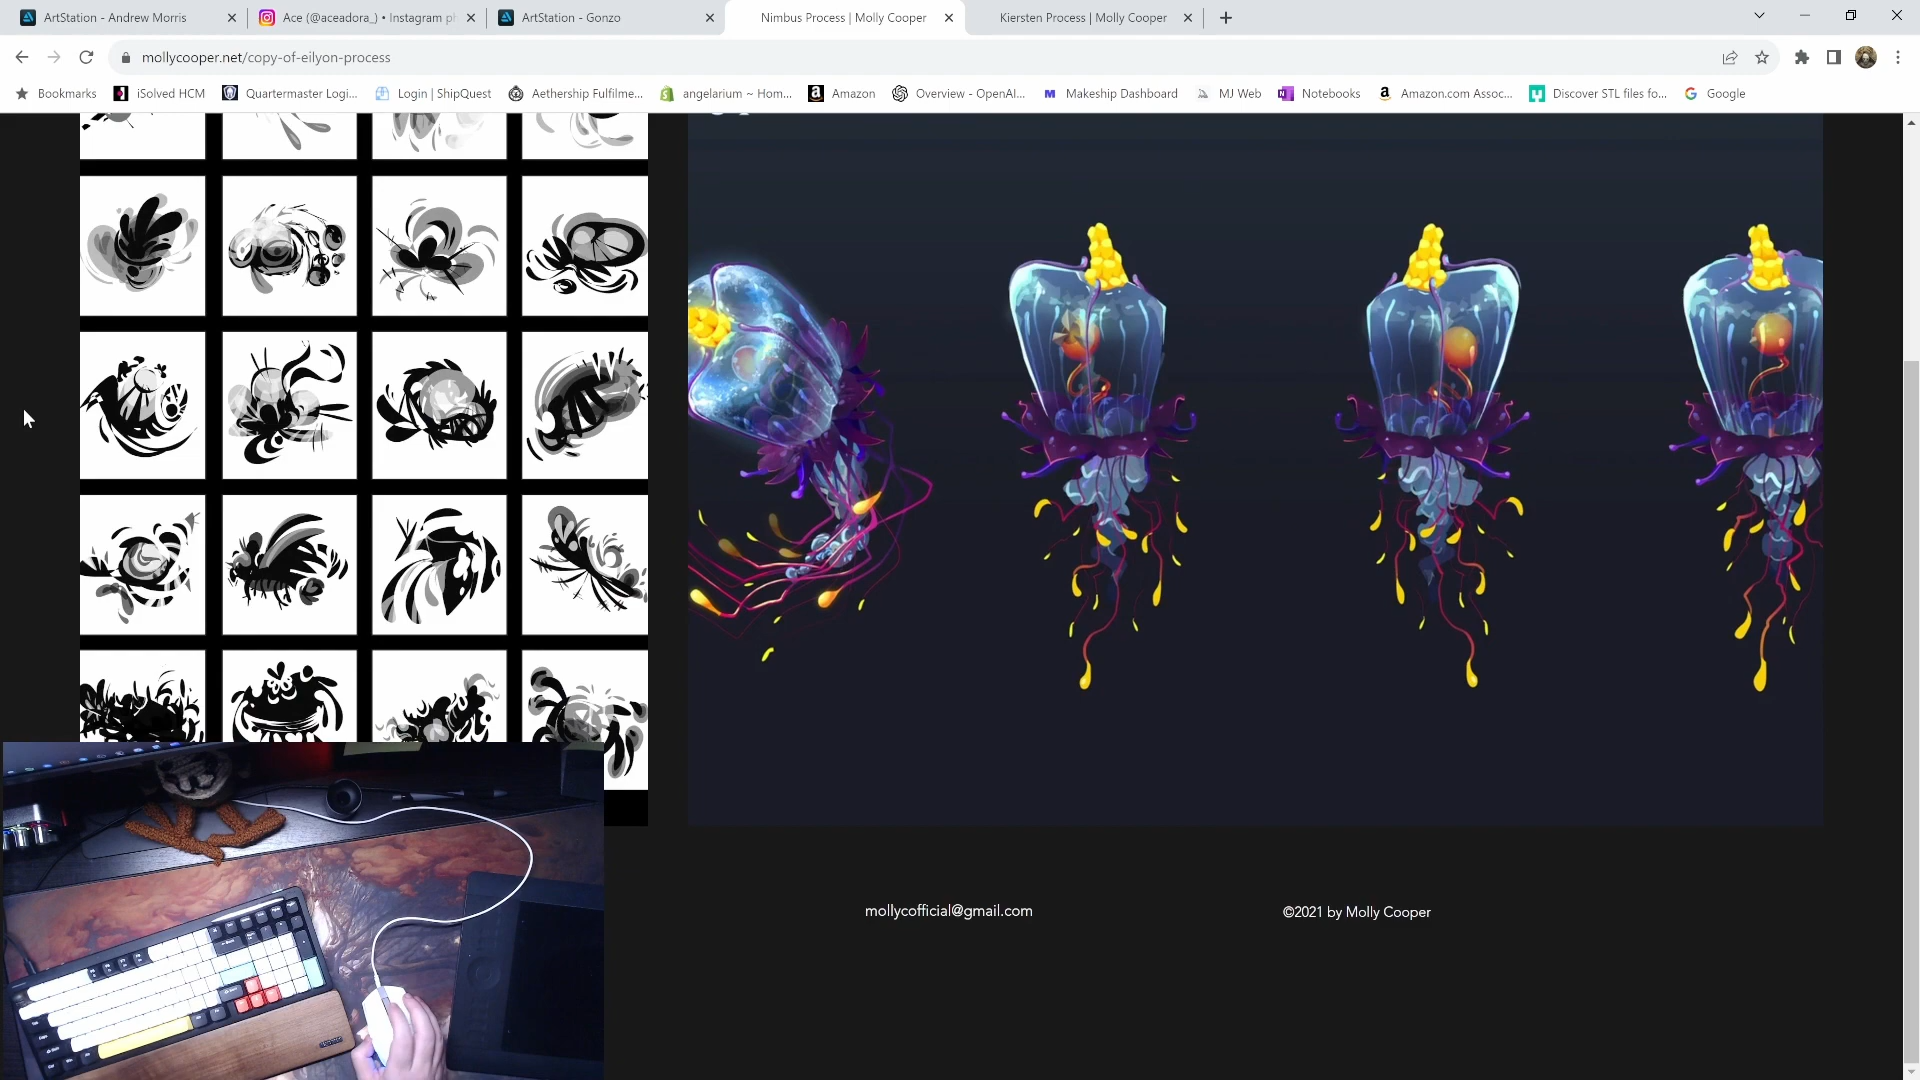 ArtStation - Andrew Morris
Ace (@aceadora_) • Instagram ph
ArtStation - Gonzo
Nimbus Process | Molly Cooper
Kiersten Process | Molly Cooper
mollycooper.net/copy-of-eilyon-process
Bookmarks
iSolved HCM
Quartermaster Logi...
Login | ShipQuest
Aethership Fulfilme...
angelarium ~ Hom...
Amazon
Overview - OpenAI...
Makeship Dashboard
MJ Web
Notebooks
Amazon.com Assoc...
Discover STL files fo...
Google
mollycofficial@gmail.com
©2021 by Molly Cooper